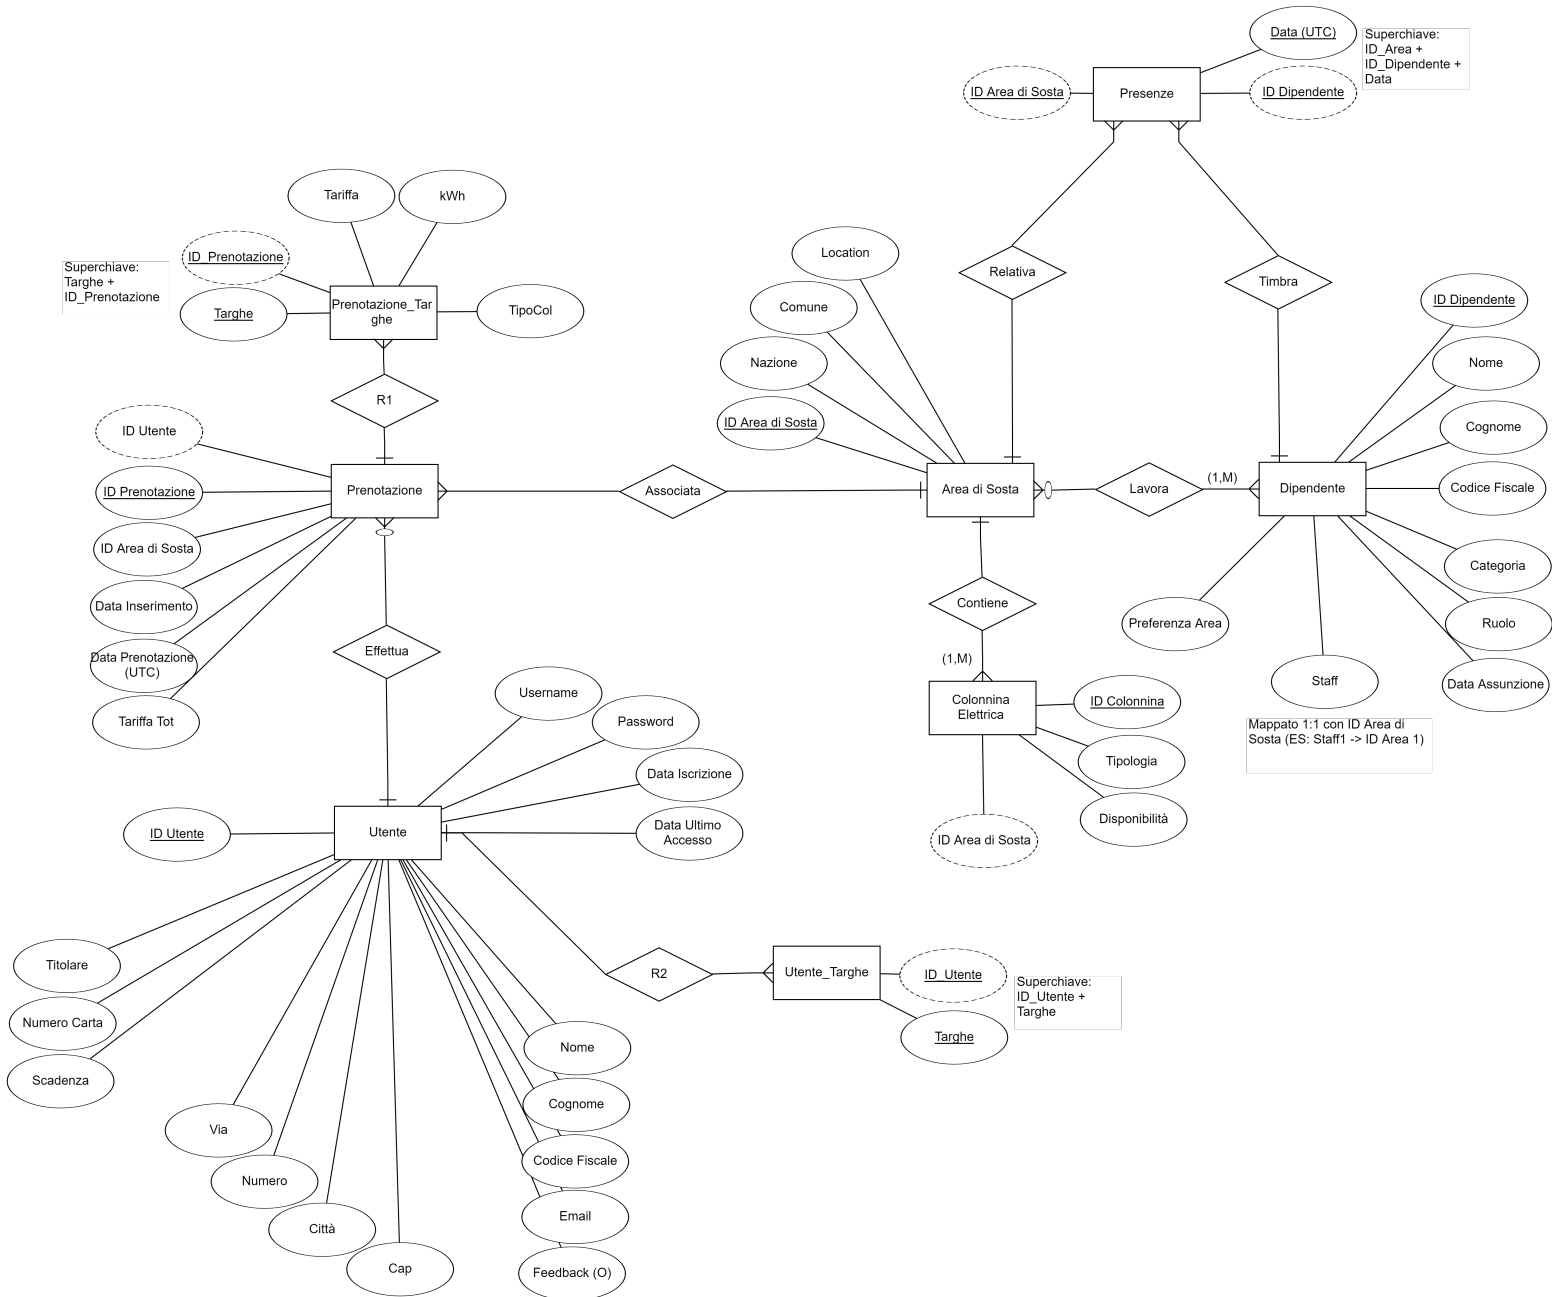 Data (UTC)
Superchiave:
ID_Area +
ID_Dipendente +
Data
ID Area di Sosta
Presenze
ID Dipendente
Tariffa
kWh
ID_Prenotazione
Superchiave:
Targhe +
ID_Prenotazione
Targhe
Prenotazione_Tar
ghe
TipoCol
R1
Location
Comune
Nazione
ID Area di Sosta
Relativa
Timbra
ID Dipendente
Nome
Cognome
Codice Fiscale
ID Utente
ID Prenotazione
Prenotazione
Associata
Area di Sosta
Lavora
(1,M)
Dipendente
ID Area di Sosta
Data Inserimento
Data Prenotazione
(UTC)
Tariffa Tot
Effettua
Contiene
(1,M)
Categoria
Preferenza Area
Ruolo
Staff
Data Assunzione
Mappato 1:1 con ID Area di
Sosta (ES: Staff1 -> ID Area 1)
Colonnina
Elettrica
ID Colonnina
Tipologia
Disponibilità
ID Area di Sosta
Username
Password
Data Iscrizione
Data Ultimo
Accesso
ID Utente
Utente
Titolare
Numero Carta
Scadenza
R2
Utente_Targhe
ID_Utente
Targhe
Superchiave:
ID_Utente +
Targhe
Via
Numero
Città
Cap
Nome
Cognome
Codice Fiscale
Email
Feedback (O)